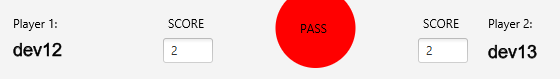 Player 1: SCORE PASS SCORE Player 2:
dev12 2 2 dev13